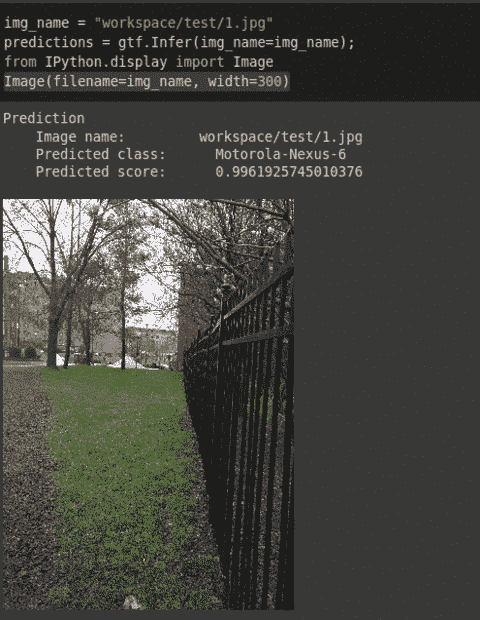 img_name = "workspace/test/1.jpg"
predictions = gtf.Infer(img_name=img_name);
from IPython.display import Image
Image(filename=img_name, width=300)
Prediction
Image name: workspace/test/1.jpg
Predicted class: Motorola-Nexus-6
Predicted score: 0.9961925745010376